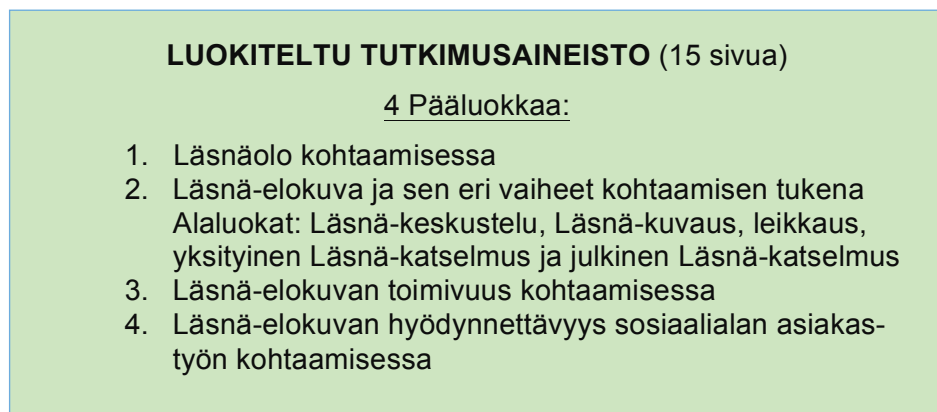 LUOKITELTU TUTKIMUSAINEISTO (15 sivua)
4 Pääluokkaa:
1. Läsnäolo kohtaamisessa
2. Läsnä-elokuva ja sen eri vaiheet kohtaamisen tukena
Alaluokat: Läsnä-keskustelu, Läsnä-kuvaus, leikkaus,
yksityinen Läsnä-katselmus ja julkinen Läsnä-katselmus
3. Läsnä-elokuvan toimivuus kohtaamisessa
4. Läsnä-elokuvan hyödynnettävyys sosiaalialan asiakas-
työn kohtaamisessa